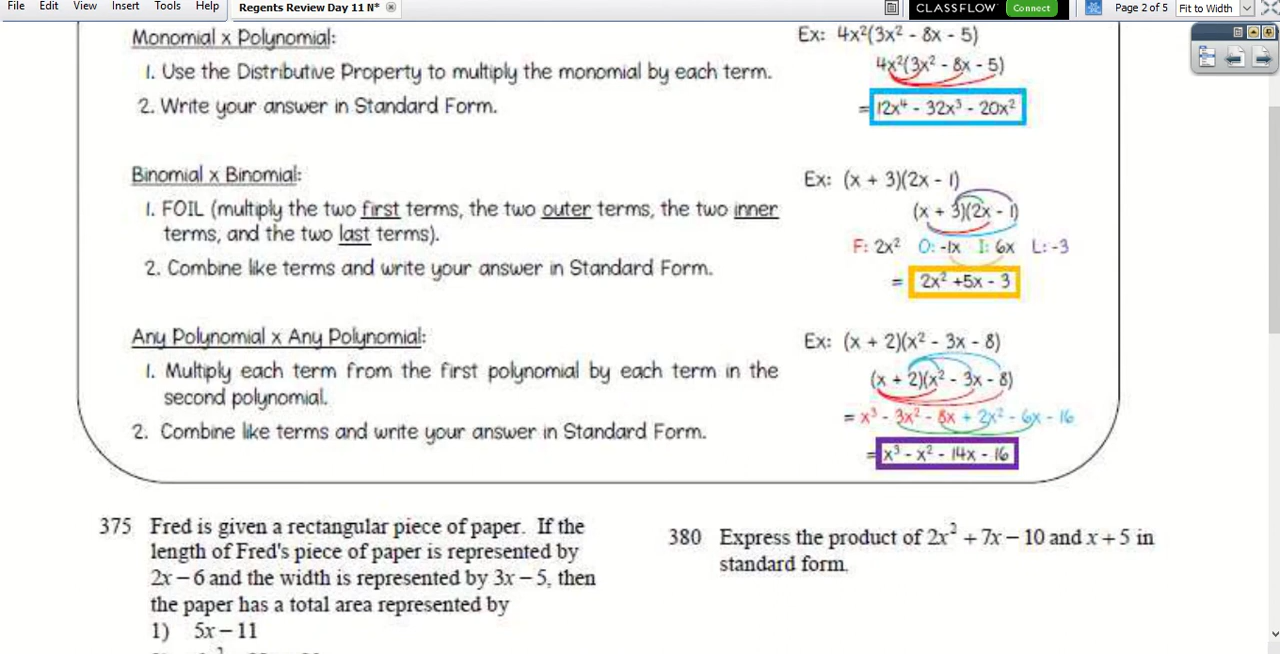 File Edit View Insert Tools Help Regents Review Day 11 N* CLASSFLOW Connect Page 2 of 5 Fit to Width
Monomial x Polynomial:
1. Use the Distributive Property to multiply the monomial by each term.
2. Write your answer in Standard Form.
Ex: 4x²(3x² - 8x - 5)
4x²(3x² - 8x - 5)
= 12x⁴ - 32x³ - 20x²
Binomial x Binomial:
1. FOIL (multiply the two first terms, the two outer terms, the two inner
terms, and the two last terms).
2. Combine like terms and write your answer in Standard Form.
Ex: (x + 3)(2x - 1)
(x + 3)(2x - 1)
F: 2x² O: -1x I: 6x L: -3
= 2x² +5x - 3
Any Polynomial x Any Polynomial:
1. Multiply each term from the first polynomial by each term in the
second polynomial.
2. Combine like terms and write your answer in Standard Form.
Ex: (x + 2)(x² - 3x - 8)
(x + 2)(x² - 3x - 8)
= x³ - 3x² - 8x + 2x² - 6x - 16
= x³ - x² - 14x - 16
375 Fred is given a rectangular piece of paper. If the
length of Fred's piece of paper is represented by
2x − 6 and the width is represented by 3x − 5, then
the paper has a total area represented by
1) 5x − 11
380 Express the product of 2x² + 7x − 10 and x + 5 in
standard form.